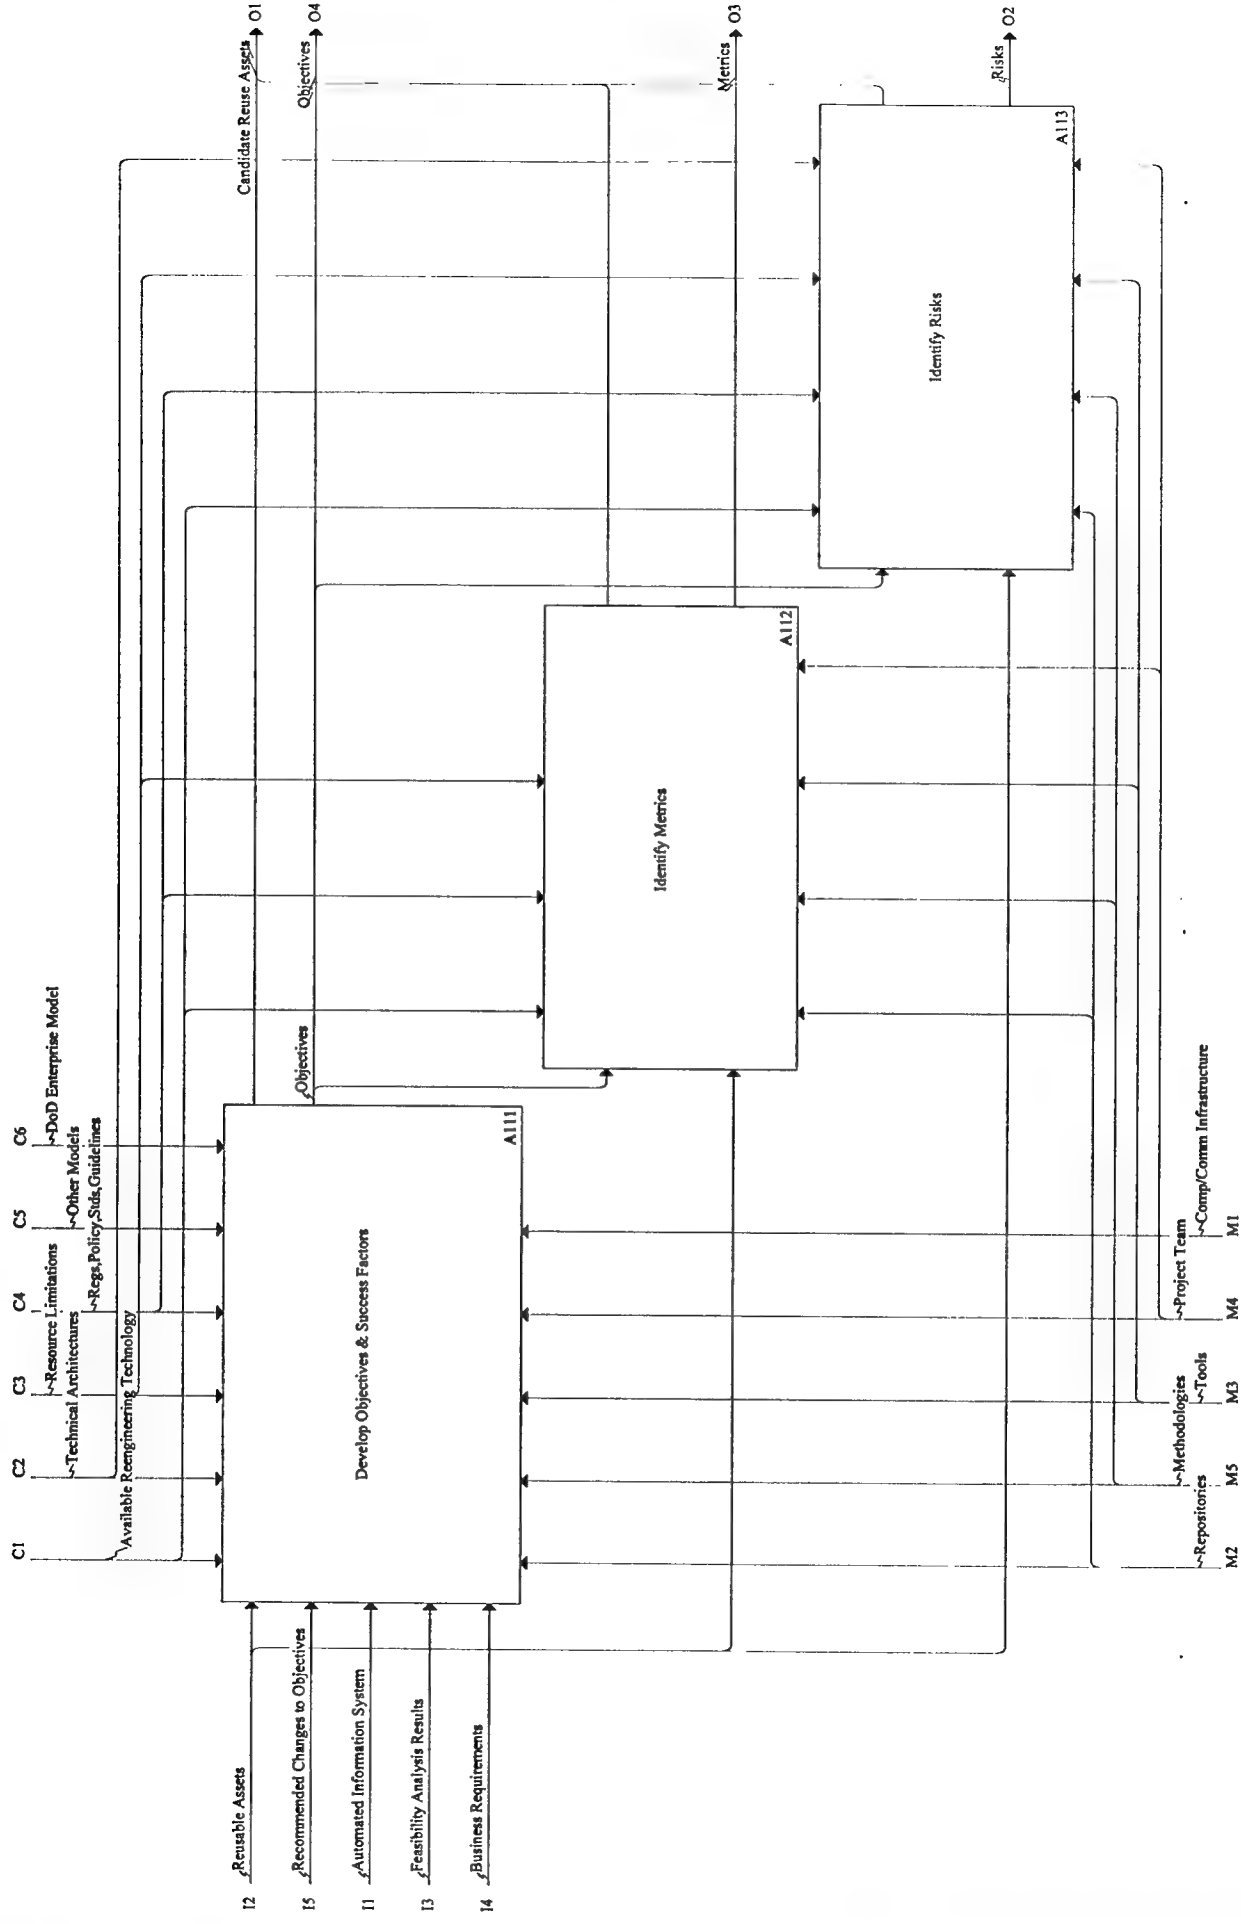 C1
Available Reengineering Technology
C2
Technical Architectures
C3
Resource Limitations
C4
Regs,Policy,Stds,Guidelines
C5
Other Models
C6
DoD Enterprise Model
I2
Reusable Assets
I5
Recommended Changes to Objectives
I1
Automated Information System
I3
Feasibility Analysis Results
I4
Business Requirements
Develop Objectives & Success Factors
A111
Objectives
Identify Metrics
A112
Identify Risks
A113
Candidate Reuse Assets
O1
Objectives
O4
Metrics
O3
Risks
O2
Repositories
M2
Methodologies
M5
Tools
M3
Project Team
M4
Comp/Comm Infrastructure
M1